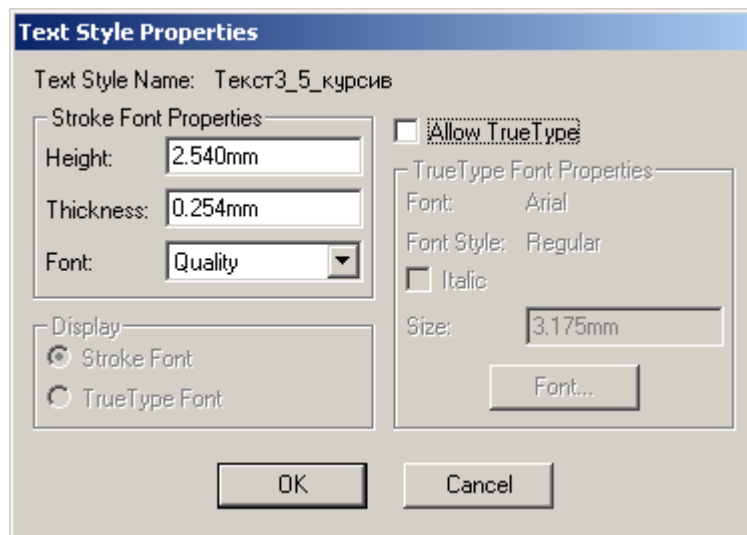 Text Style Properties
Text Style Name: Текст3_5_курсив
Stroke Font Properties
Height: 2.540mm
Thickness: 0.254mm
Font: Quality
Display
Stroke Font
TrueType Font
Allow TrueType
TrueType Font Properties
Font: Arial
Font Style: Regular
Italic
Size: 3.175mm
Font...
OK
Cancel